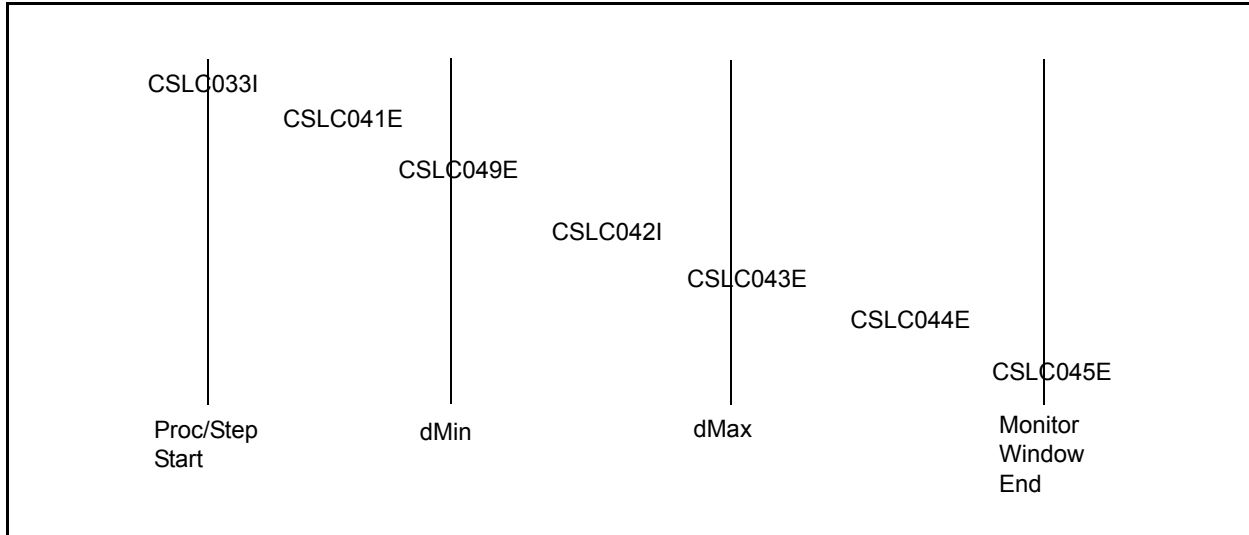 CSLC033I
CSLC041E
CSLC049E
CSLC042I
CSLC043E
CSLC044E
CSLC045E
Proc/Step
Start
dMin
dMax
Monitor
Window
End